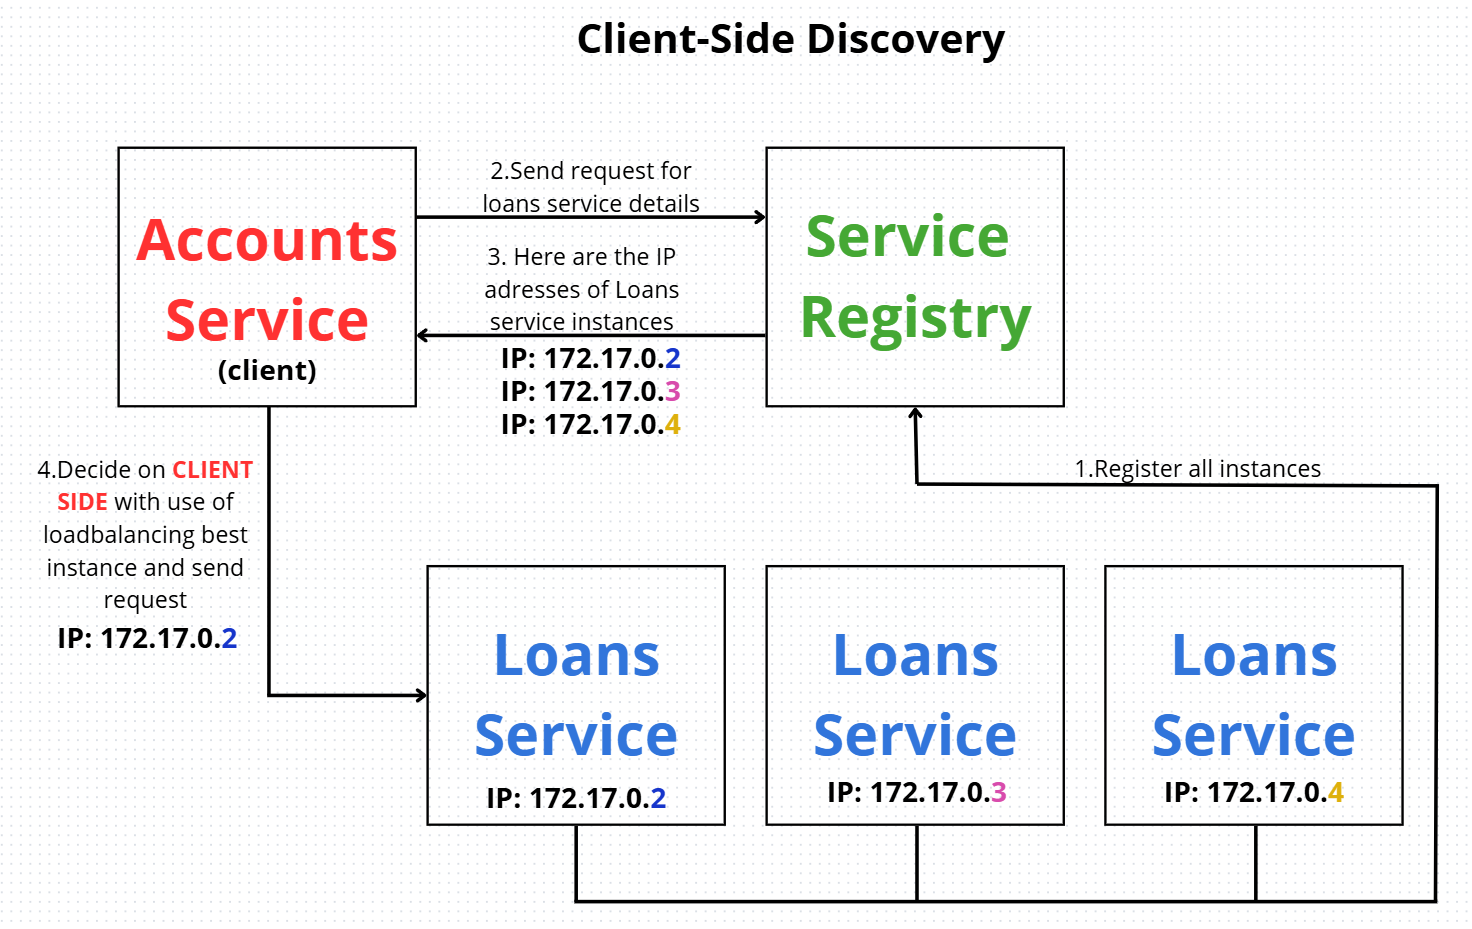 Client-Side Discovery
Accounts
Service
(client)
2.Send request for
loans service details
3. Here are the IP
adresses of Loans
service instances
IP: 172.17.0.2
IP: 172.17.0.3
IP: 172.17.0.4
Service
Registry
4.Decide on CLIENT
SIDE with use of
loadbalancing best
instance and send
request
IP: 172.17.0.2
1.Register all instances
Loans
Service
IP: 172.17.0.2
Loans
Service
IP: 172.17.0.3
Loans
Service
IP: 172.17.0.4